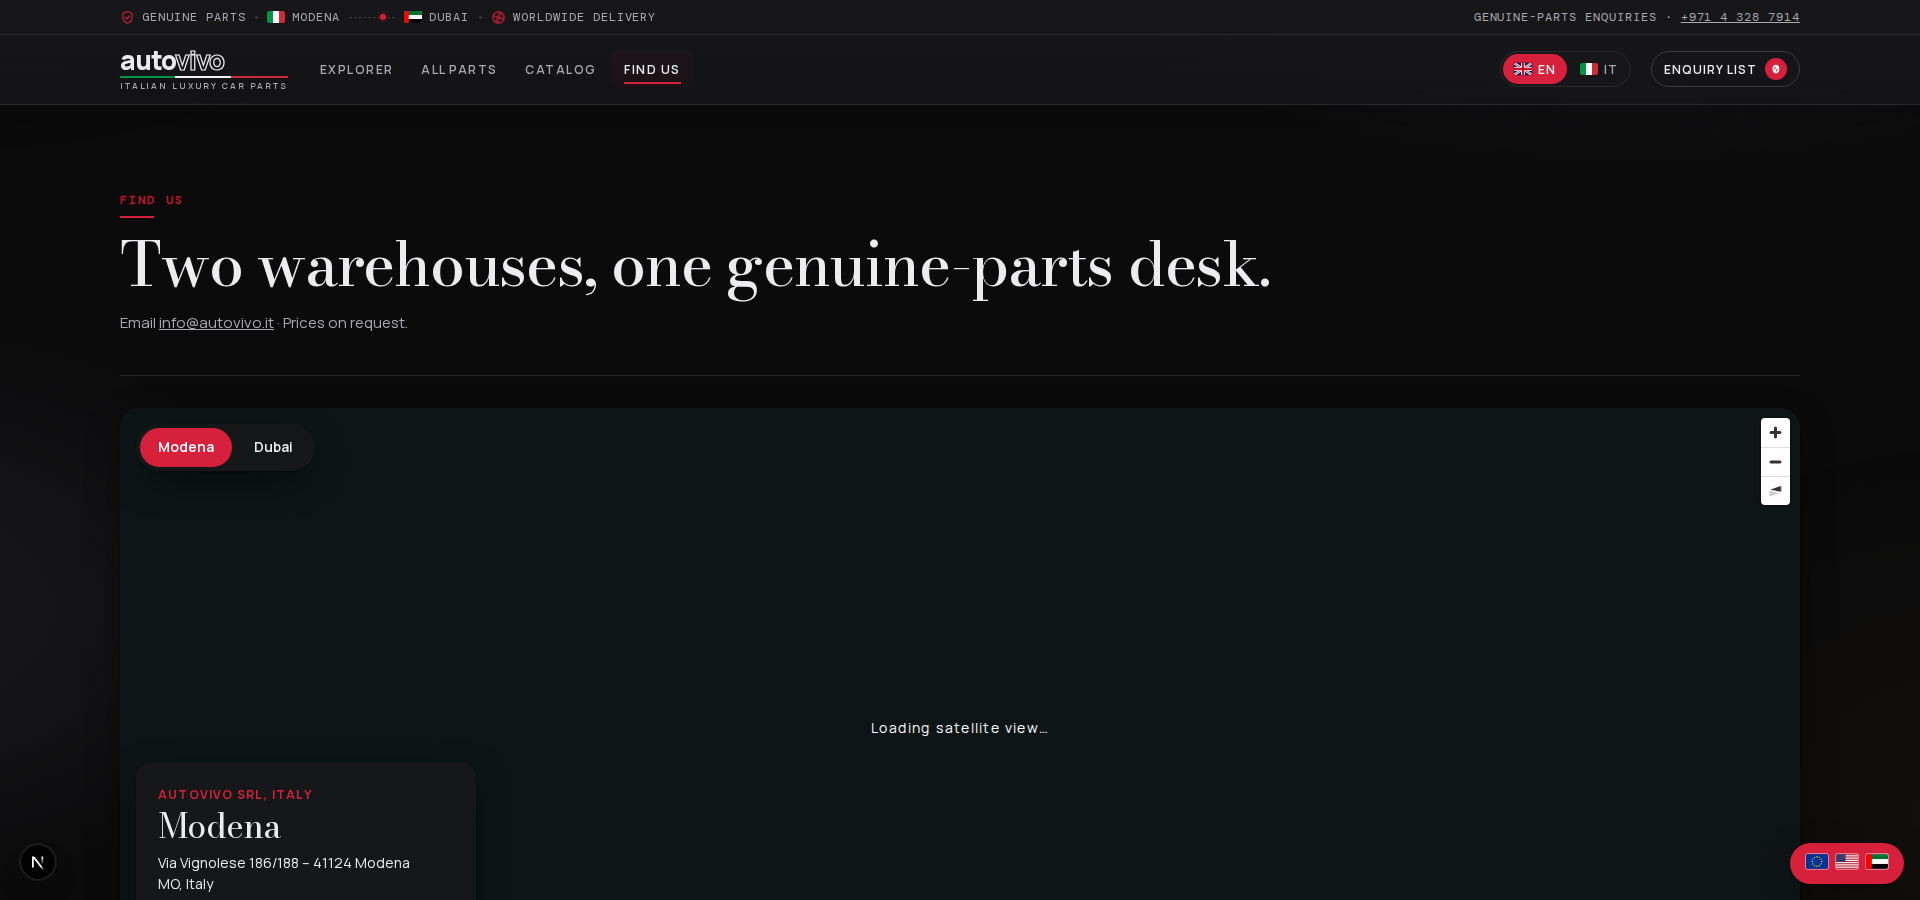 GENUINE PARTS • MODENA DUBAI • WORLDWIDE DELIVERY
GENUINE-PARTS ENQUIRIES · +971 4 328 7914
autovivo
ITALIAN LUXURY CAR PARTS
EXPLORER ALL PARTS CATALOG FIND US
EN IT
ENQUIRY LIST 0
FIND US
Two warehouses, one genuine-parts desk.
Email info@autovivo.it · Prices on request.
Modena Dubai
Loading satellite view…
AUTOVIVO SRL, ITALY
Modena
Via Vignolese 186/188 – 41124 Modena
MO, Italy
N